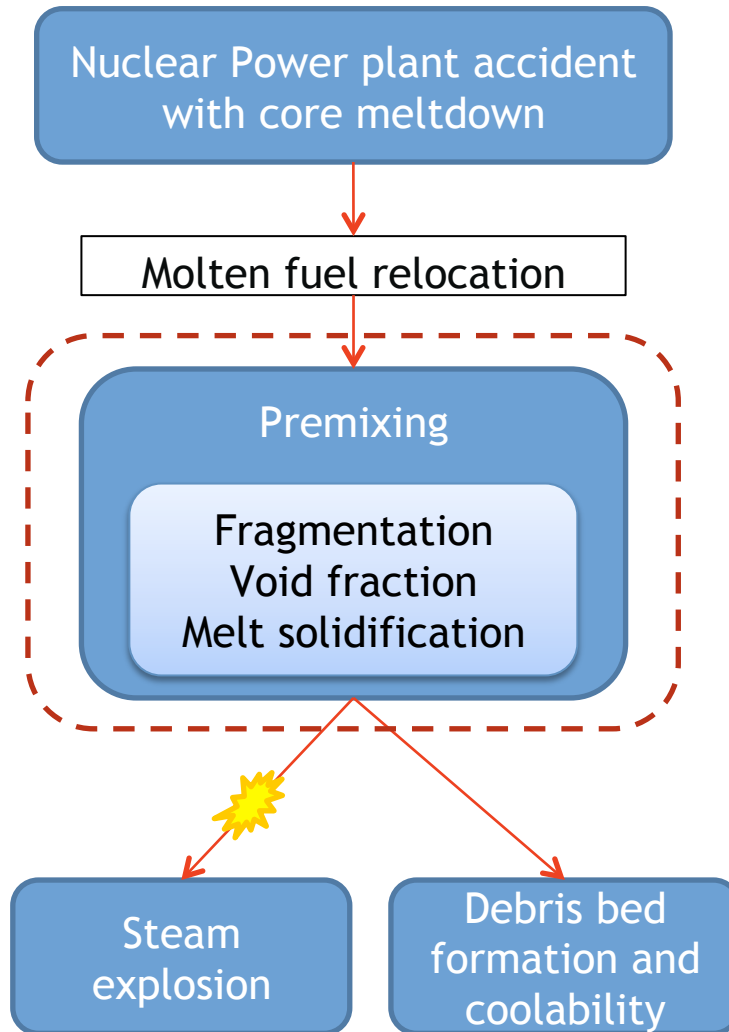 Nuclear Power plant accident
with core meltdown
Molten fuel relocation
Premixing
Fragmentation
Void fraction
Melt solidification
Steam
explosion
Debris bed
formation and
coolability